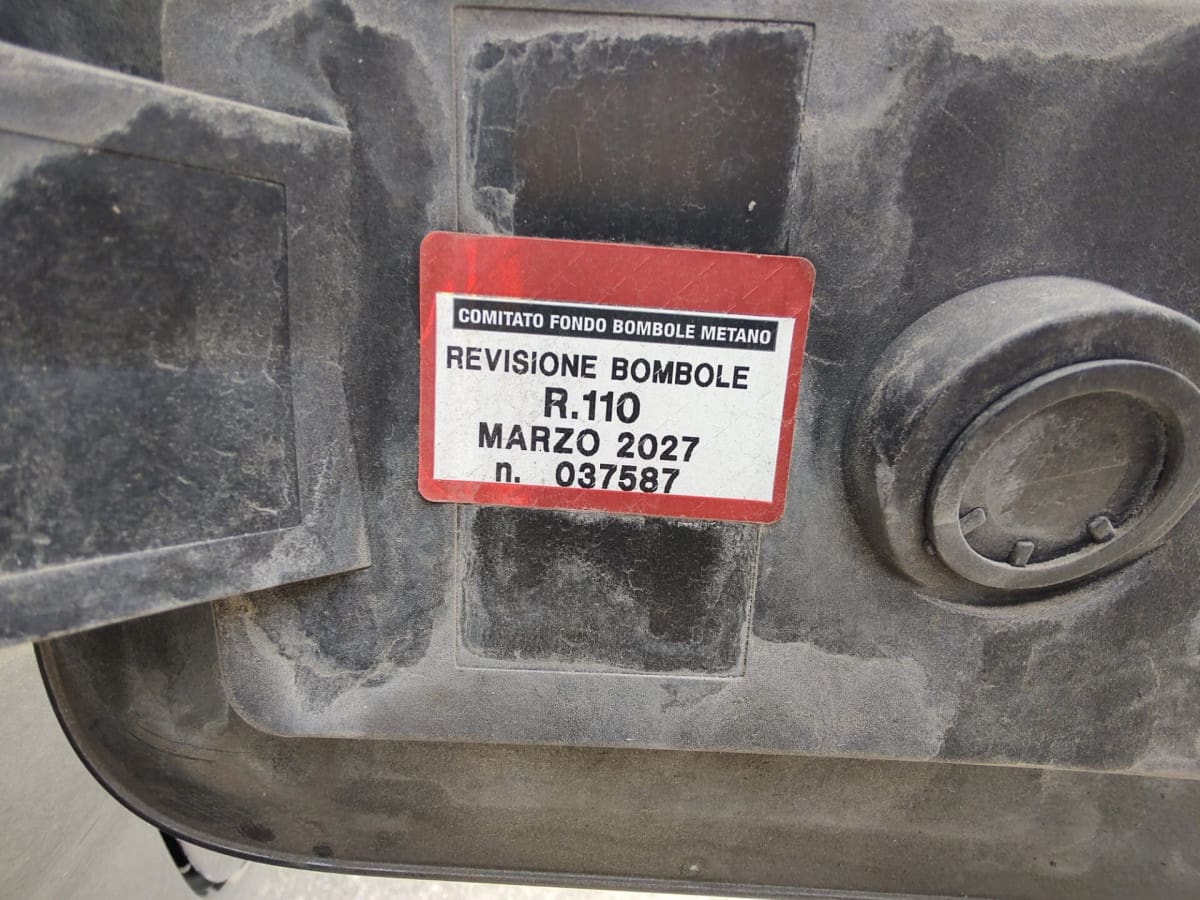 COMITATO FONDO BOMBOLE METANO
REVISIONE BOMBOLE
R.110
MARZO 2027
n. 037587